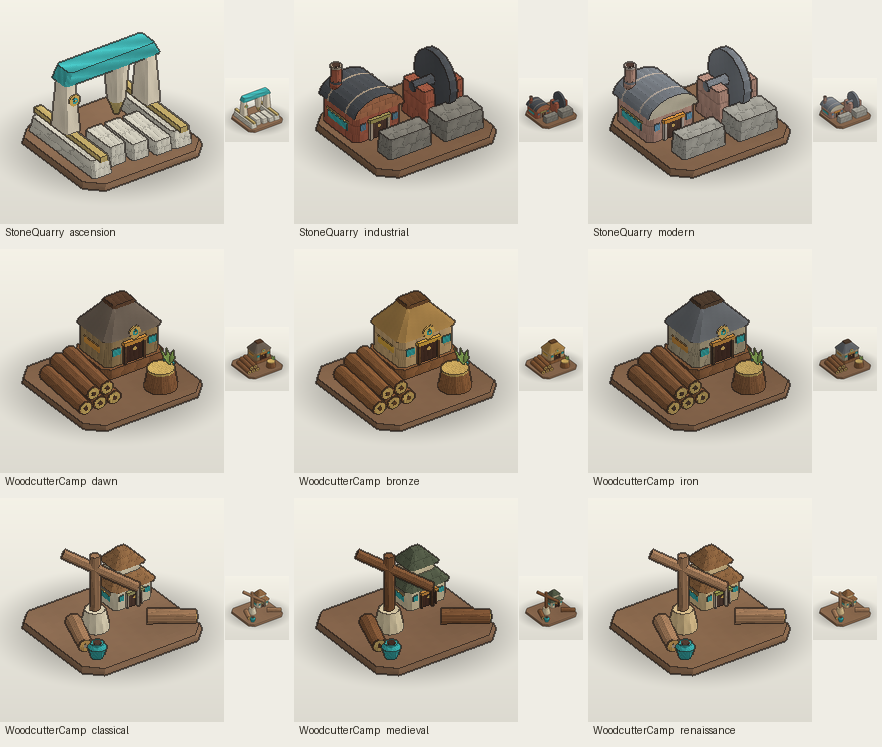 StoneQuarry ascension
StoneQuarry industrial
StoneQuarry modern
WoodcutterCamp dawn
WoodcutterCamp bronze
WoodcutterCamp iron
WoodcutterCamp classical
WoodcutterCamp medieval
WoodcutterCamp renaissance